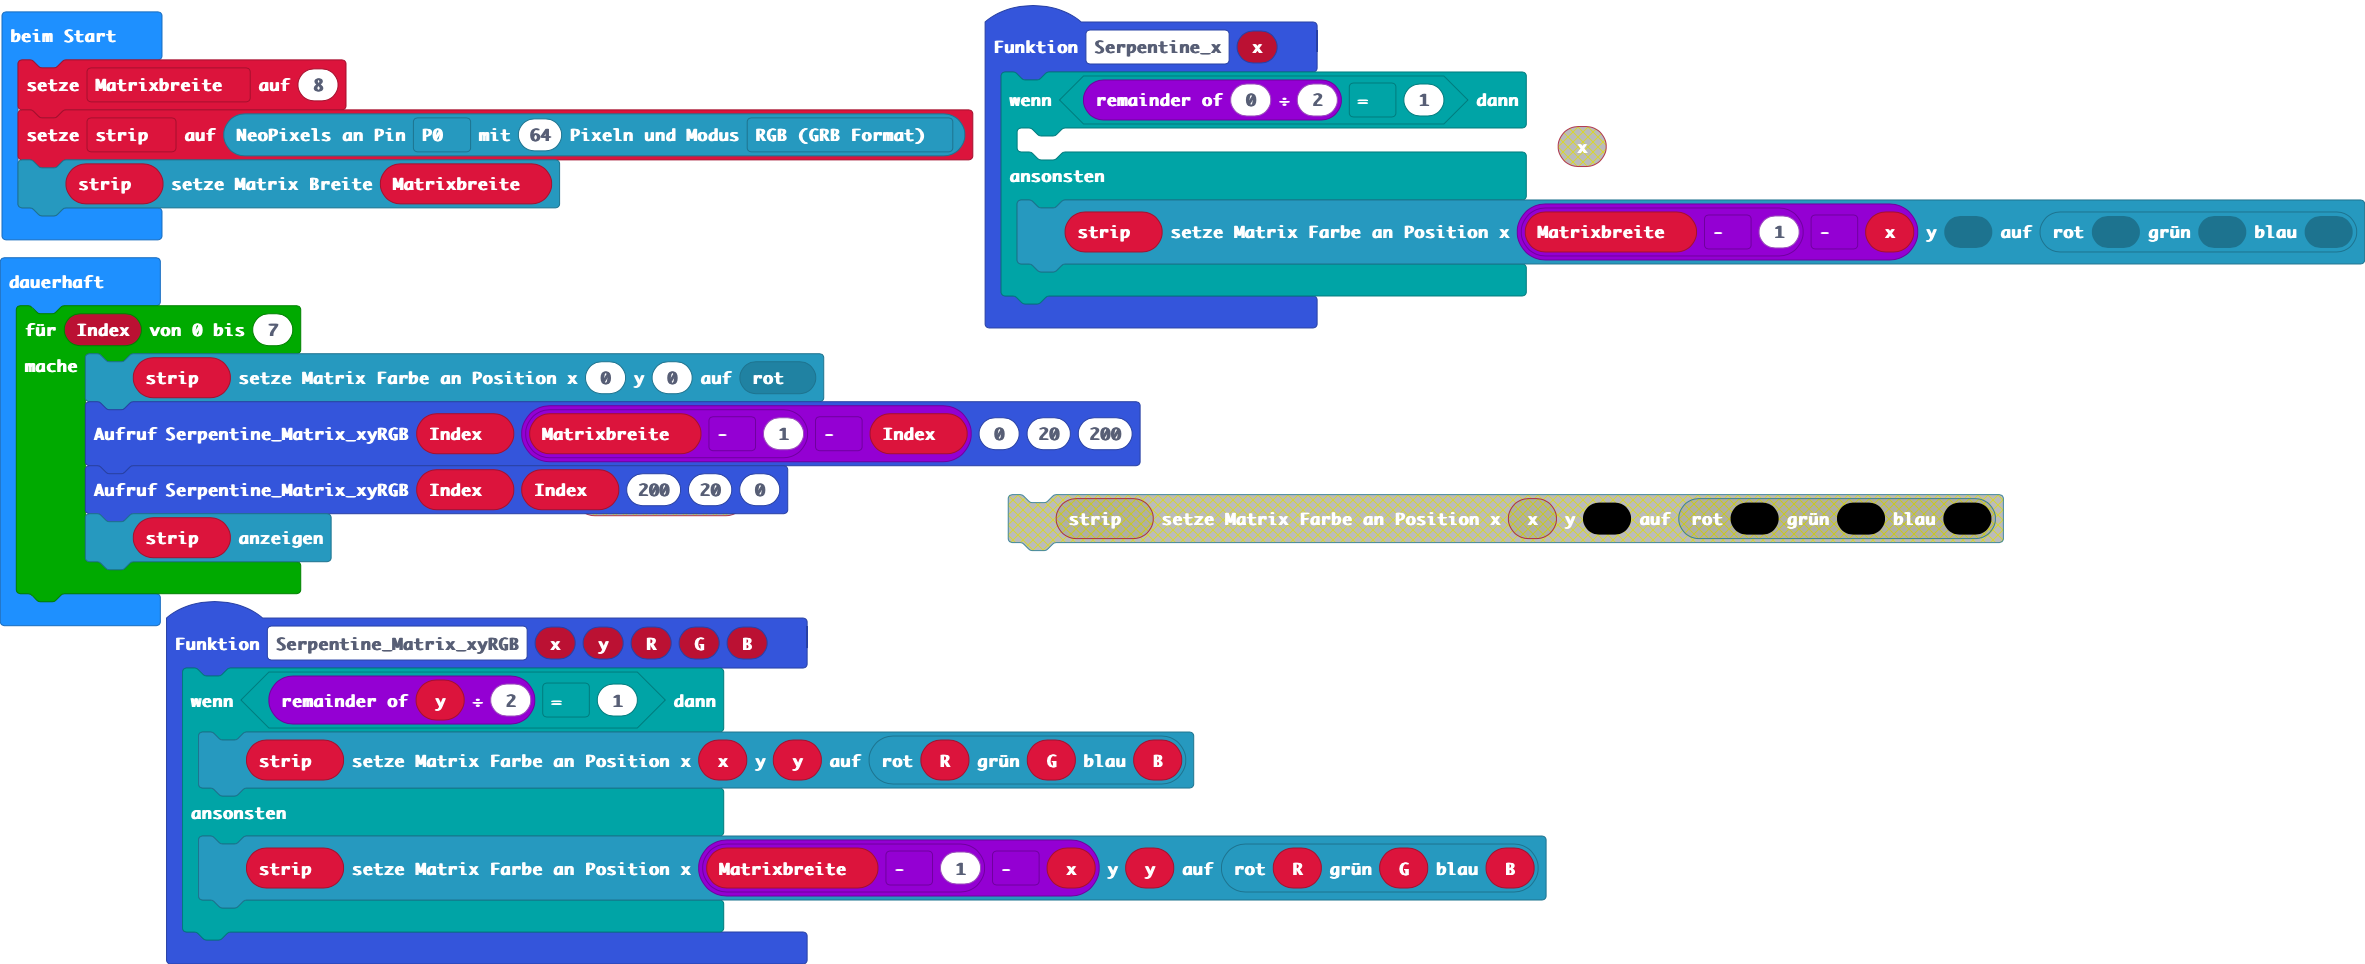 beim Start
setze Matrixbreite auf 8
setze strip auf NeoPixels an Pin P0 mit 64 Pixeln und Modus RGB (GRB Format)
strip setze Matrix Breite Matrixbreite
dauerhaft
für Index von 0 bis 7
mache strip setze Matrix Farbe an Position x 0 y 0 auf rot
Aufruf Serpentine_Matrix_xyRGB Index Matrixbreite - 1 - Index 0 20 200
Aufruf Serpentine_Matrix_xyRGB Index Index 200 20 0
strip anzeigen
Funktion Serpentine_x x
wenn remainder of 0 ÷ 2 = 1 dann
x
ansonsten
strip setze Matrix Farbe an Position x Matrixbreite - 1 - x y auf rot grün blau
strip setze Matrix Farbe an Position x x y auf rot grün blau
Funktion Serpentine_Matrix_xyRGB x y R G B
wenn remainder of y ÷ 2 = 1 dann
strip setze Matrix Farbe an Position x x y y auf rot R grün G blau B
ansonsten
strip setze Matrix Farbe an Position x Matrixbreite - 1 - x y y auf rot R grün G blau B